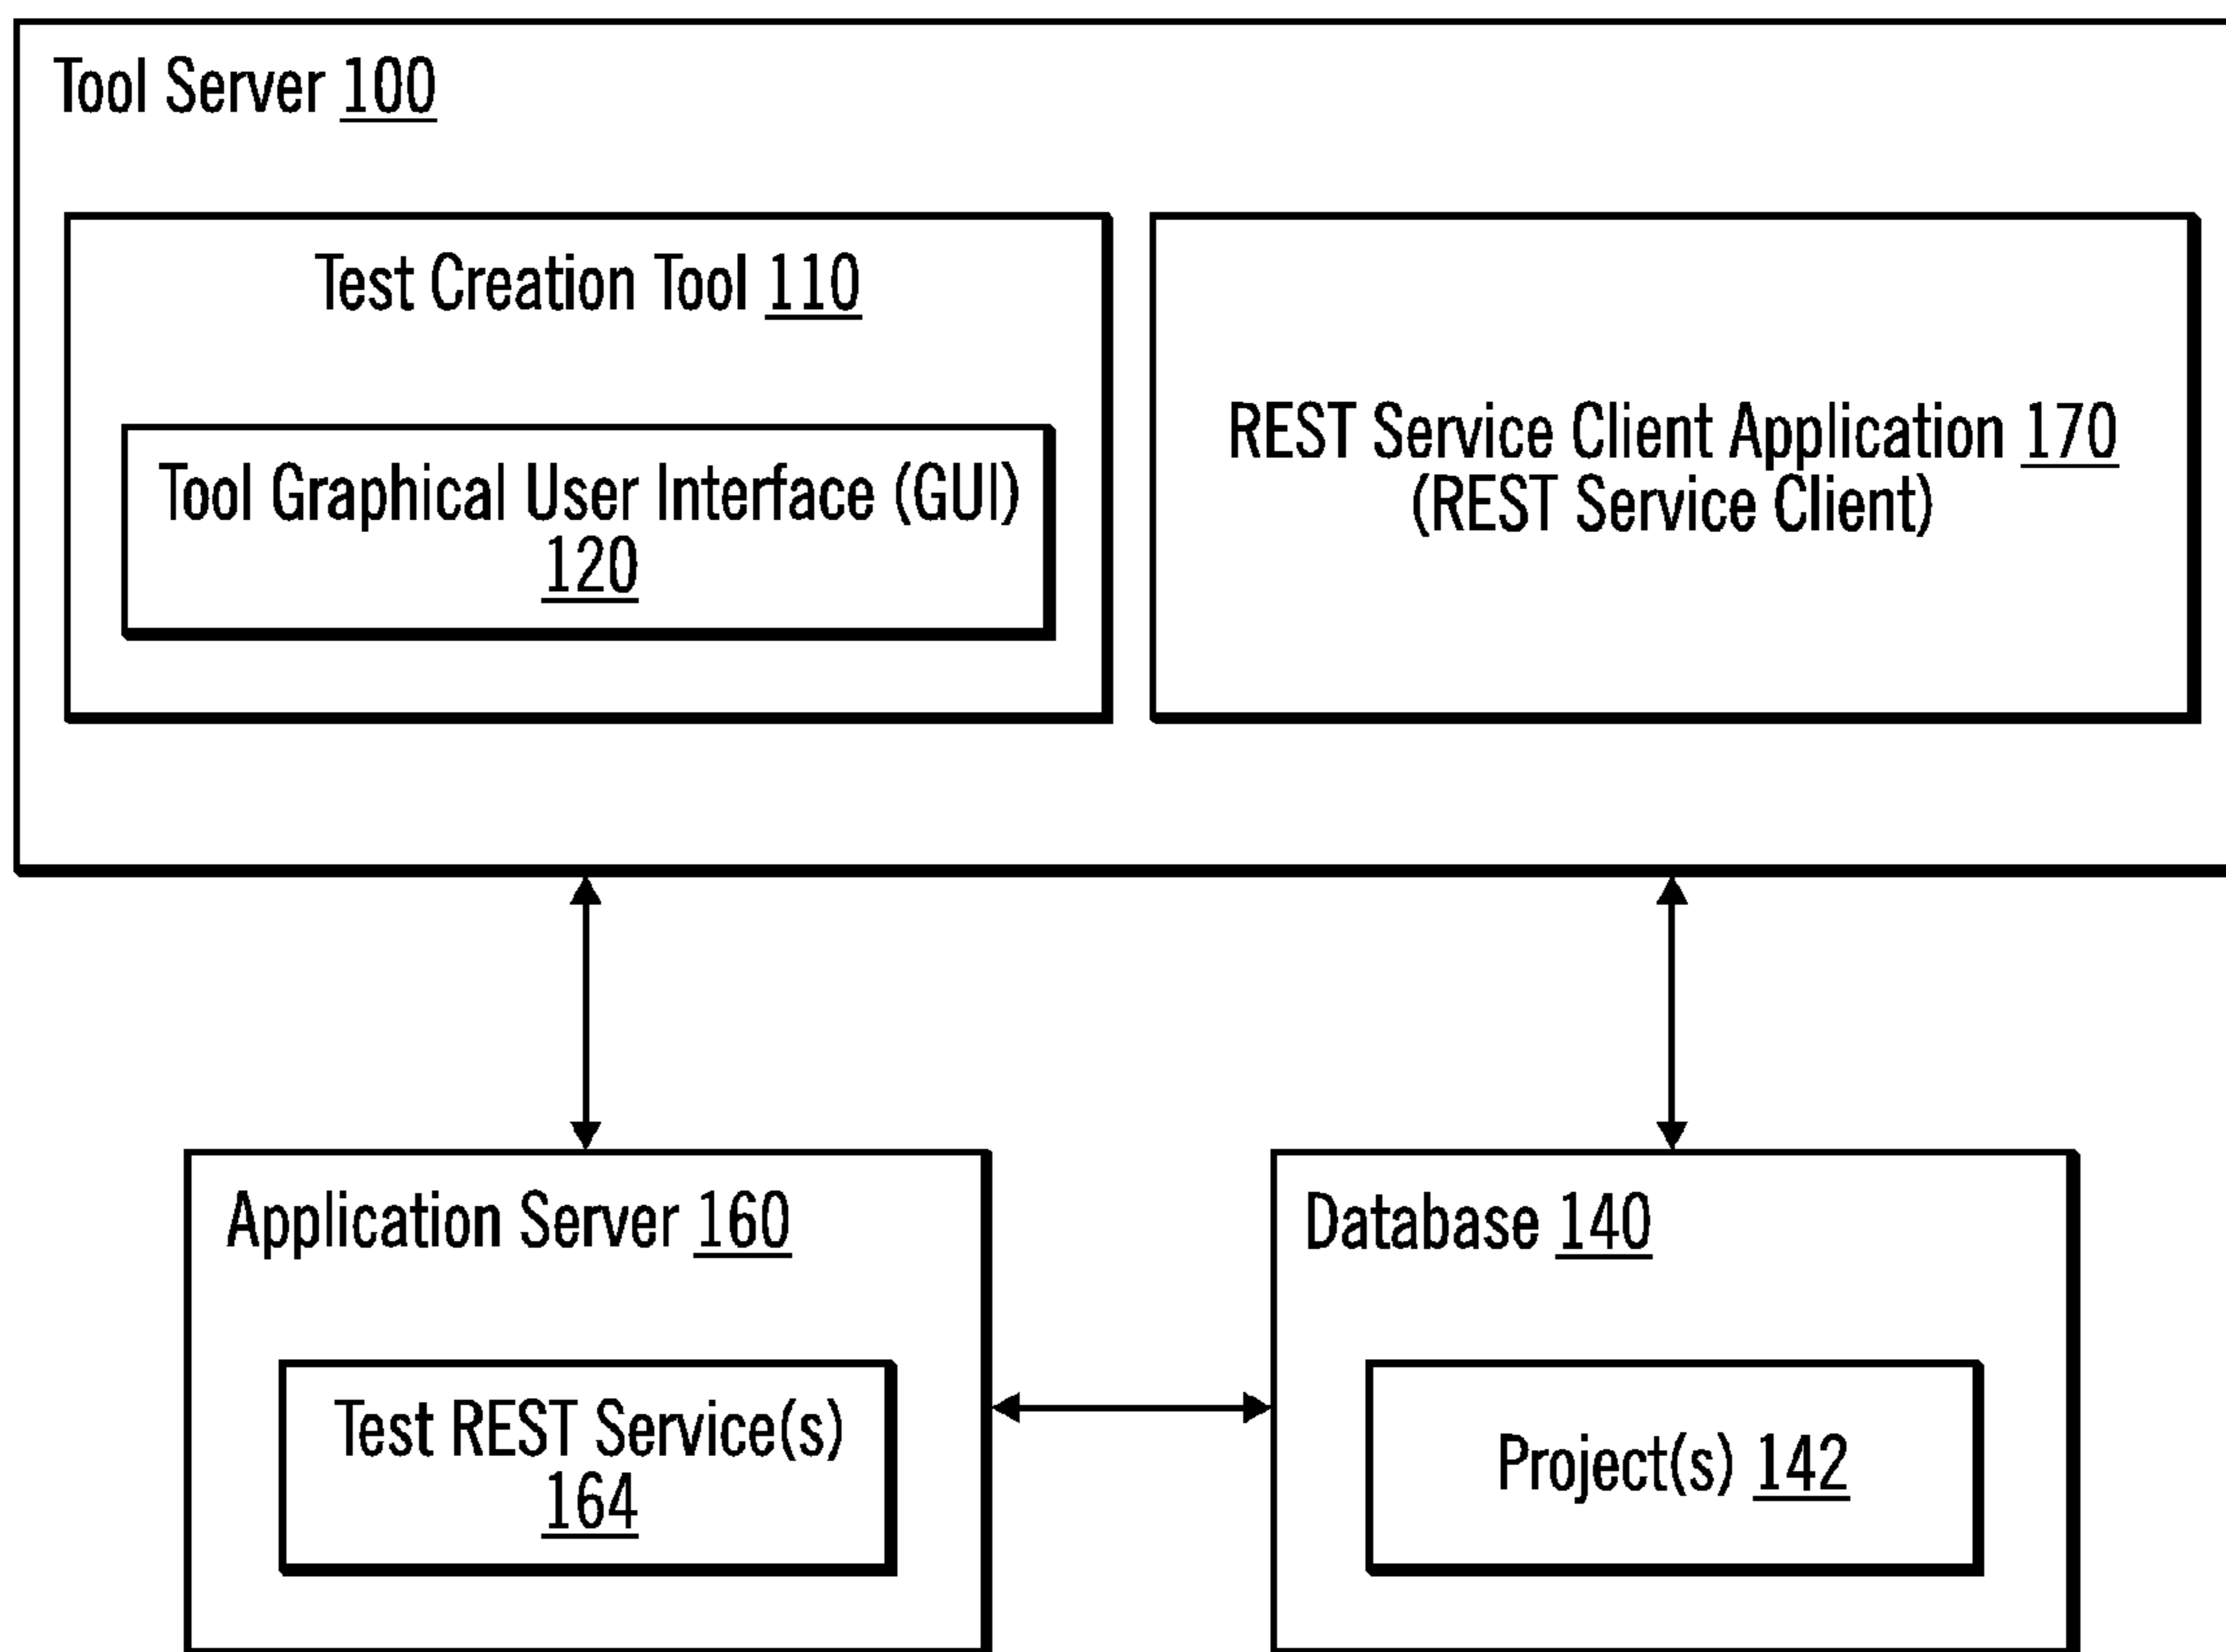 Tool Server 100
Test Creation Tool 110
Tool Graphical User Interface (GUI)
120
REST Service Client Application 170
(REST Service Client)
Application Server 160
Test REST Service(s)
164
Database 140
Project(s) 142